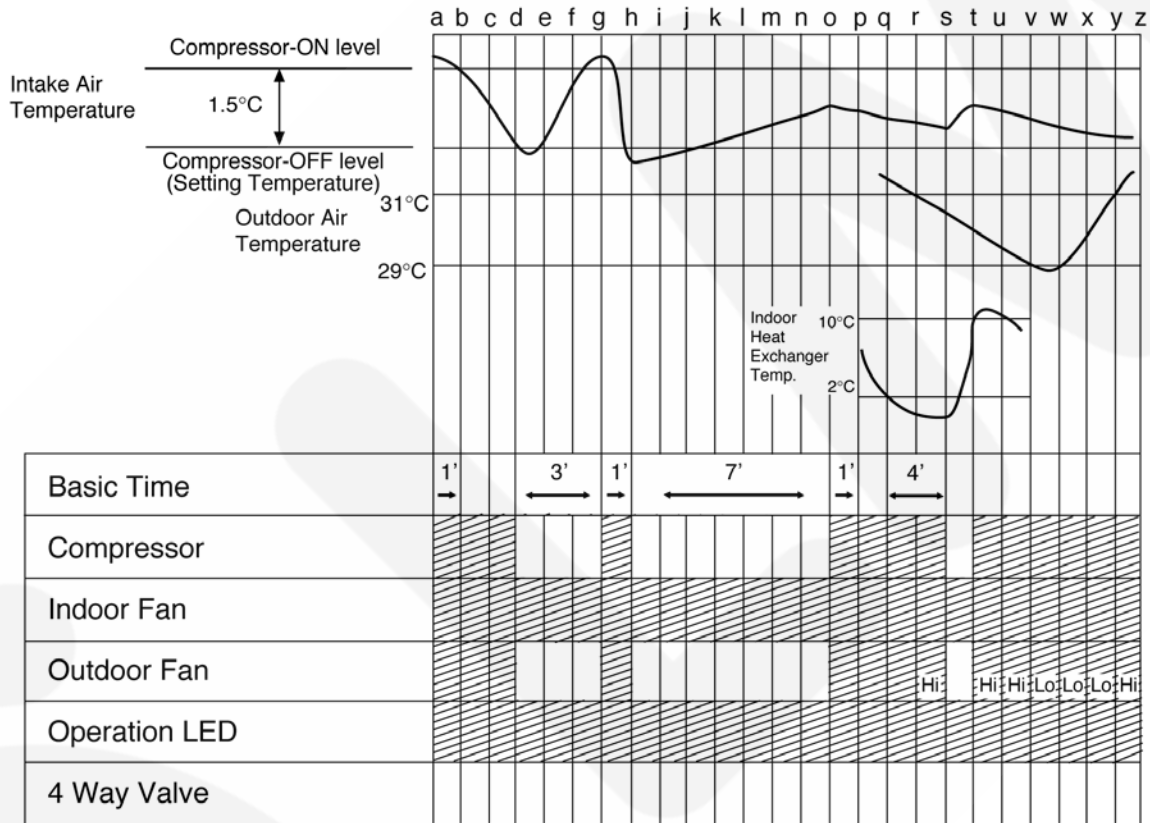 a b c d e f g h i j k l m n o p q r s t u v w x y z
Compressor-ON level
Intake Air
Temperature
1.5°C
Compressor-OFF level
(Setting Temperature)
31°C
Outdoor Air
Temperature
29°C
Indoor
Heat
Exchanger
Temp.
10°C
2°C
Basic Time 1’ 3’ 1’ 7’ 1’ 4’
Compressor
Indoor Fan
Outdoor Fan Hi Hi Hi Lo Lo Lo Hi
Operation LED
4 Way Valve